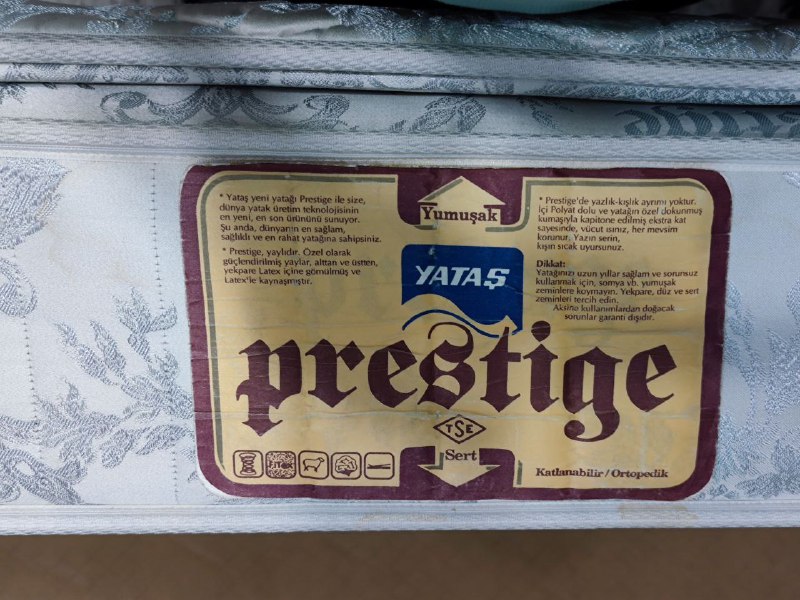 * Yataş yeni yatağı Prestige ile size,
dünya yatak üretim teknolojisinin
en yeni, en son ürününü sunuyor.
Şu anda, dünyanın en sağlam,
sağlıklı ve en rahat yatağına sahipsiniz.
* Prestige, yaylıdır. Özel olarak
güçlendirilmiş yaylar, alttan ve üstten,
yekpare Latex içine gömülmüş ve
Latex'le kaynaşmıştır.
Yumuşak
* Prestige'de yazlık-kışlık ayrımı yoktur.
İçi Polyat dolu ve yatağın özel dokunmuş
kumaşıyla kapitone edilmiş ekstra kat
sayesinde, vücut ısınız, her mevsim
korunur. Yazın serin,
kışın sıcak uyursunuz.
Dikkat:
Yatağınızı uzun yıllar sağlam ve sorunsuz
kullanmak için, somya vb. yumuşak
zeminlere koymayın. Yekpare, düz ve sert
zeminleri tercih edin.
Aksine kullanımlardan doğacak
sorunlar garanti dışıdır.
YATAŞ
prestige
TSE
Sert
Katlanabilir/Ortopedik